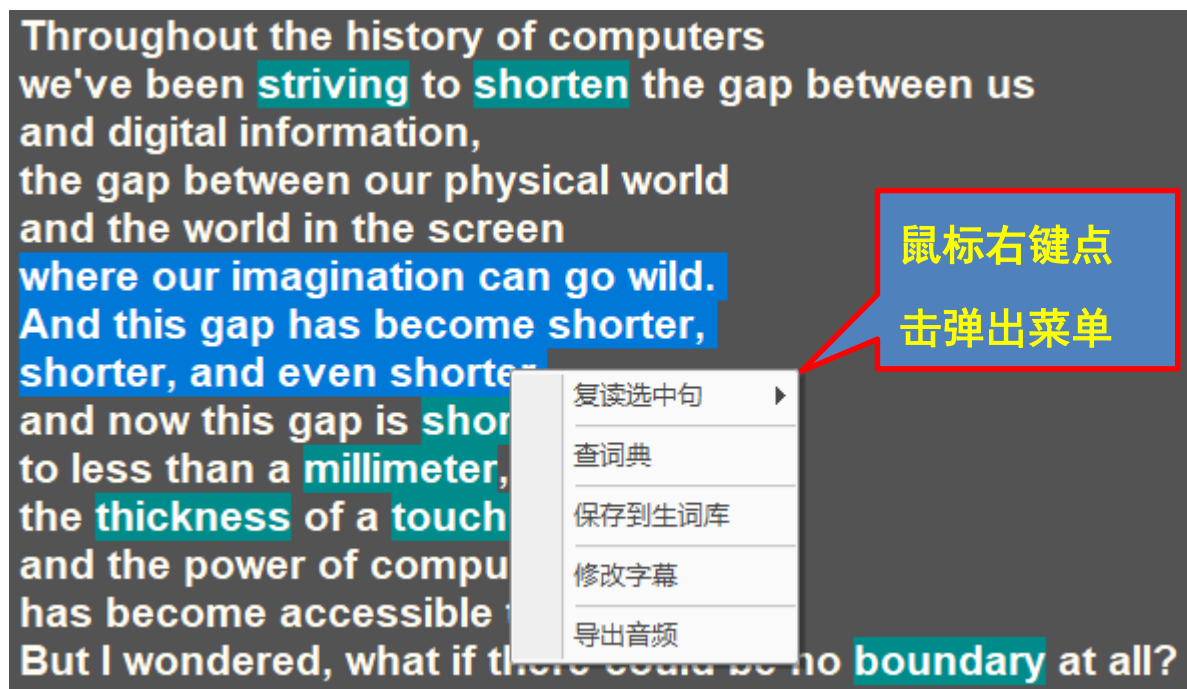 Throughout the history of computers
we've been striving to shorten the gap between us
and digital information,
the gap between our physical world
and the world in the screen
where our imagination can go wild.
And this gap has become shorter,
shorter, and even shorter
and now this gap is
to less than a millimeter,
the thickness of a touch
and the power of
has become accessible
But I wondered, what if there could be no boundary at all?
鼠标右键点
击弹出菜单
复读选中句
查词典
保存到生词库
修改字幕
导出音频